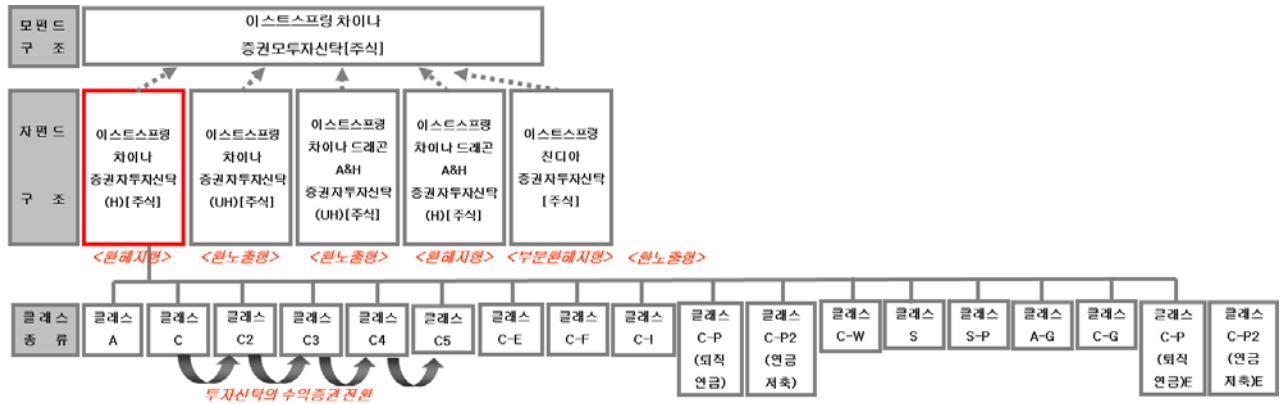 모펀드
구 조
이스트스프링 차이나
증권모투자신탁[주식]
자펀드
구 조
이스트스프링
차이나
증권자투자신탁
(H)[주식]
이스트스프링
차이나
증권자투자신탁
(UH)[주식]
이스트스프링
차이나 드래곤
A&H
증권자투자신탁
(UH)[주식]
이스트스프링
차이나 드래곤
A&H
증권자투자신탁
(H)[주식]
이스트스프링
친디아
증권자투자신탁
[주식]
<환헤지형>
<환노출형>
<환노출형>
<환헤지형>
<부분환헤지형>
<환노출형>
클래스
종 류
클래스
A
클래스
C
클래스
C2
클래스
C3
클래스
C4
클래스
C5
클래스
C-E
클래스
C-F
클래스
C-I
클래스
C-P
(퇴직
연금)
클래스
C-P2
(연금
저축)
클래스
C-W
클래스
S
클래스
S-P
클래스
A-G
클래스
C-G
클래스
C-P
(퇴직
연금)E
클래스
C-P2
(연금
저축)E
투자신탁의 수익증권 전환